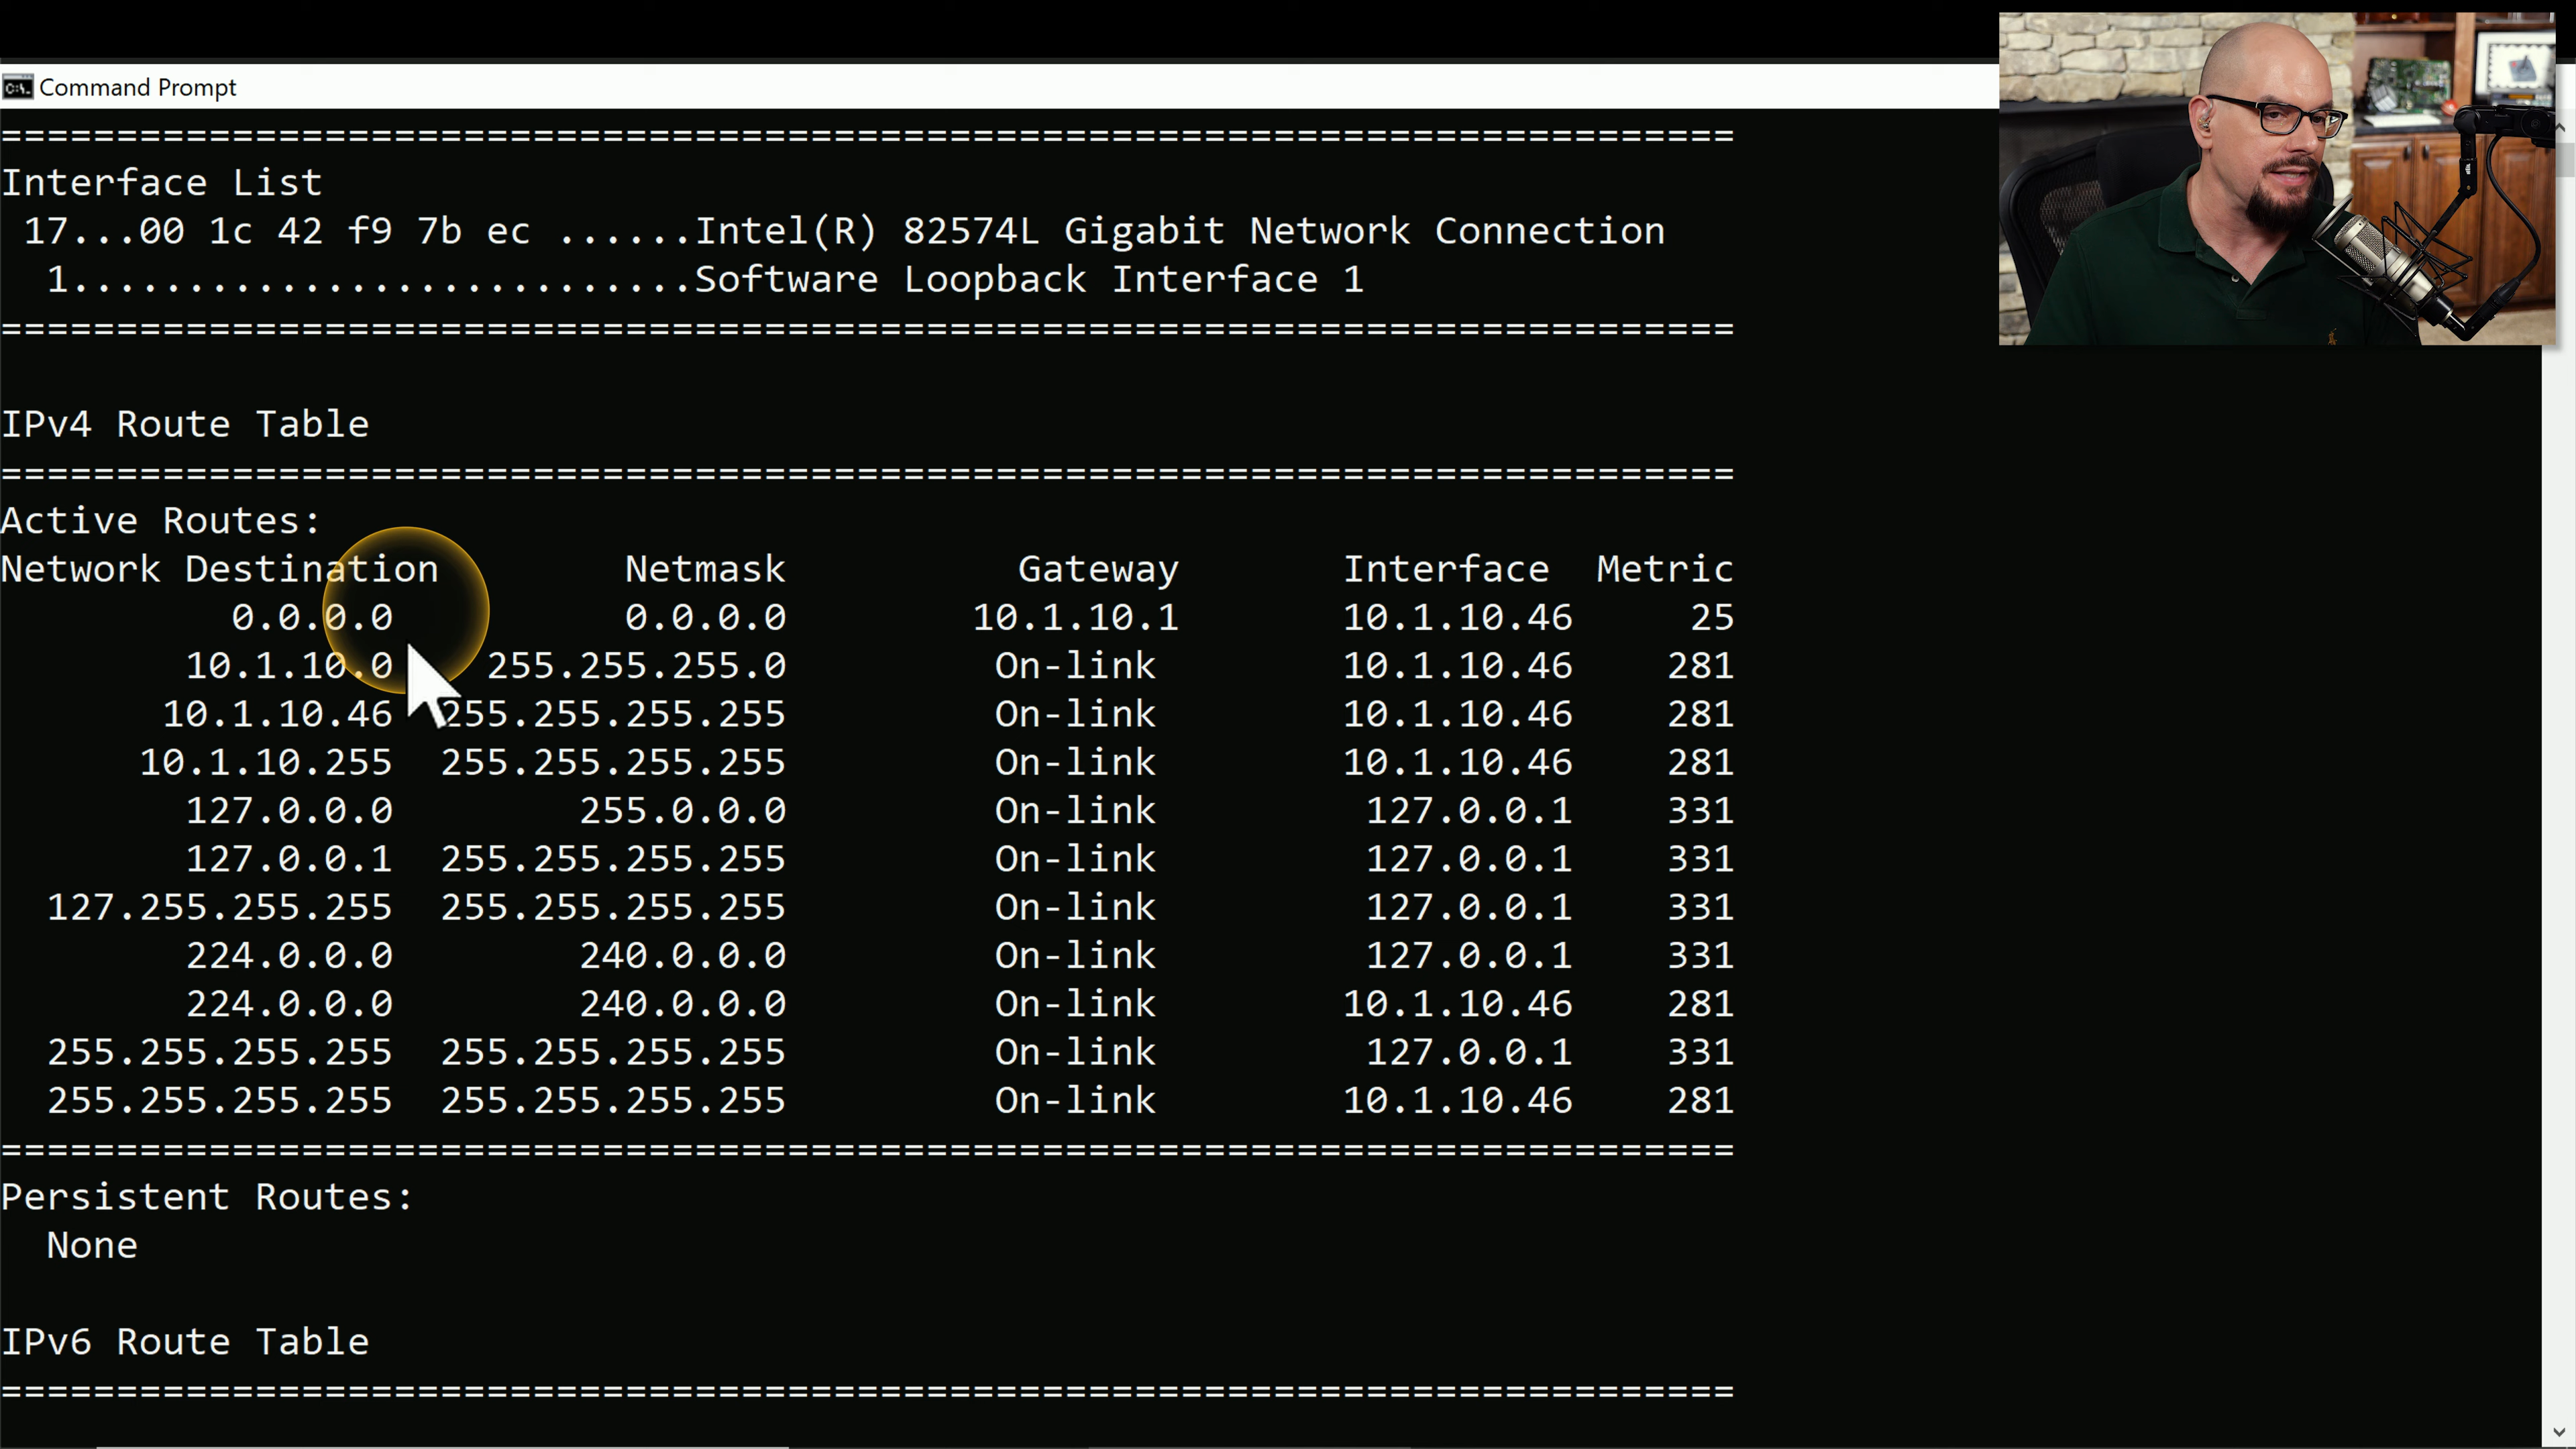 Command Prompt
===========================================================================
Interface List
17...00 1c 42 f9 7b ec ......Intel(R) 82574L Gigabit Network Connection
1...........................Software Loopback Interface 1
===========================================================================
IPv4 Route Table
===========================================================================
Active Routes:
Network Destination Netmask Gateway Interface Metric
0.0.0.0 0.0.0.0 10.1.10.1 10.1.10.46 25
10.1.10.0 255.255.255.0 On-link 10.1.10.46 281
10.1.10.46 255.255.255.255 On-link 10.1.10.46 281
10.1.10.255 255.255.255.255 On-link 10.1.10.46 281
127.0.0.0 255.0.0.0 On-link 127.0.0.1 331
127.0.0.1 255.255.255.255 On-link 127.0.0.1 331
127.255.255.255 255.255.255.255 On-link 127.0.0.1 331
224.0.0.0 240.0.0.0 On-link 127.0.0.1 331
224.0.0.0 240.0.0.0 On-link 10.1.10.46 281
255.255.255.255 255.255.255.255 On-link 127.0.0.1 331
255.255.255.255 255.255.255.255 On-link 10.1.10.46 281
===========================================================================
Persistent Routes:
None
IPv6 Route Table
===========================================================================